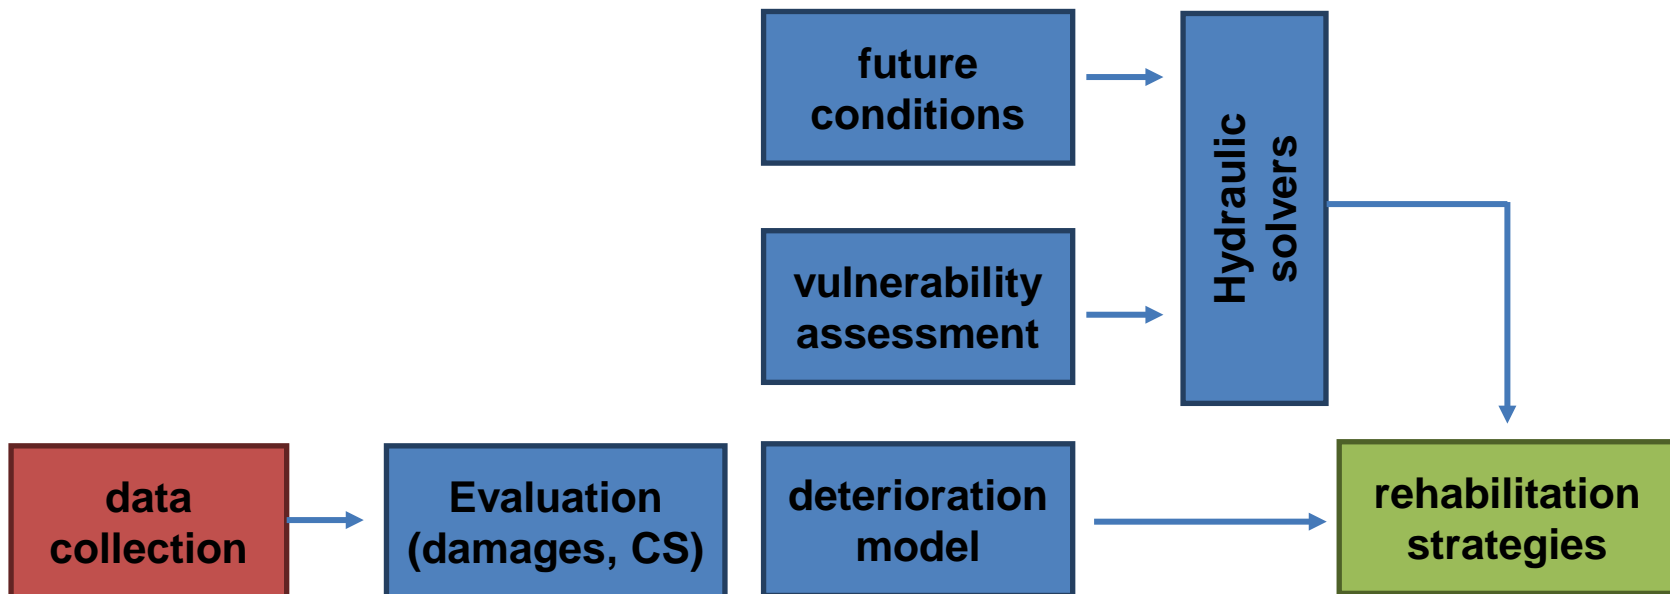 future
conditions
Hydraulic
solvers
vulnerability
assessment
data
collection
Evaluation
(damages, CS)
deterioration
model
rehabilitation
strategies